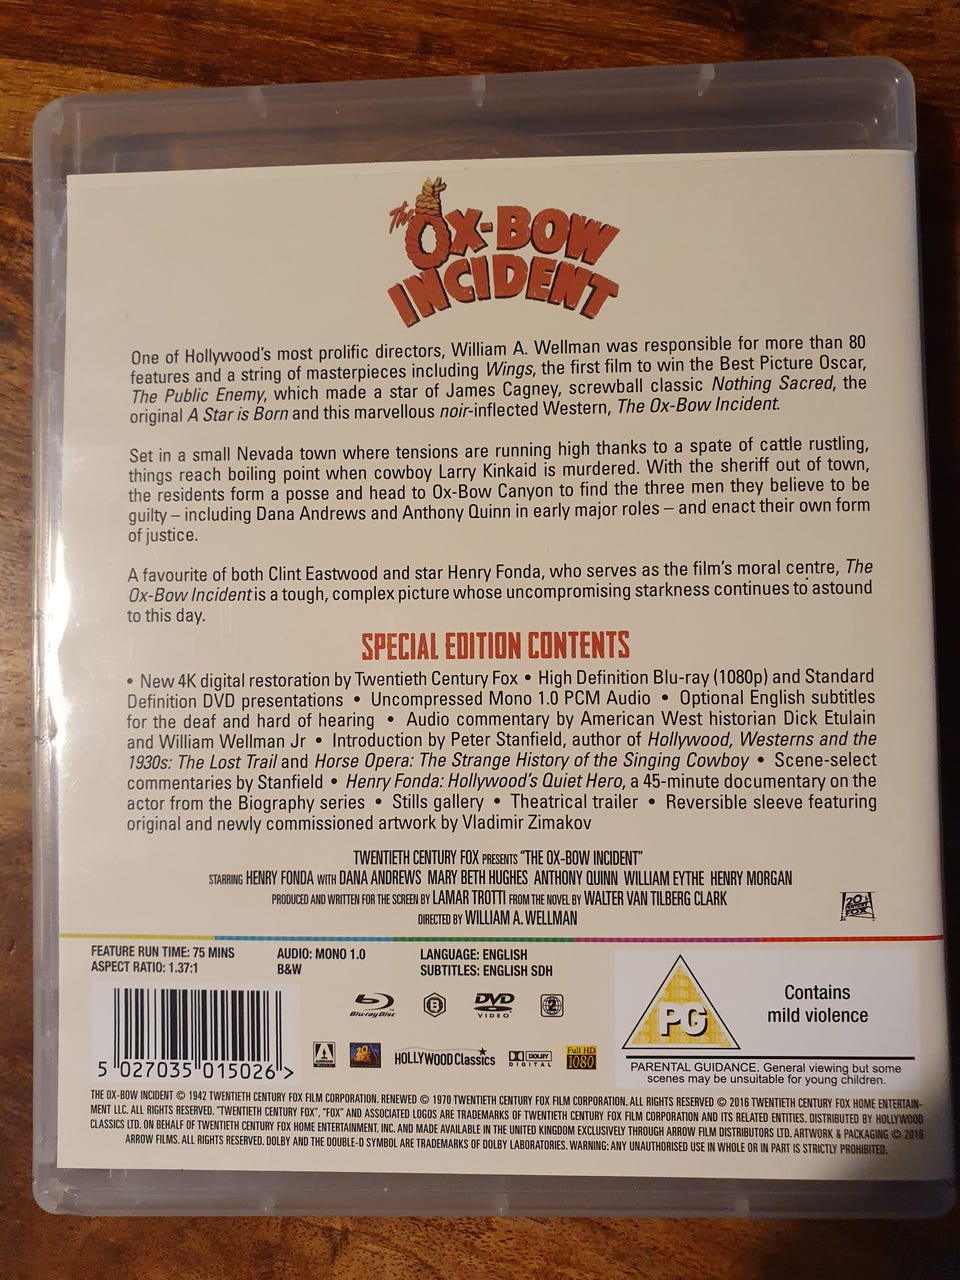 The
OX-BOW
INCIDENT
One of Hollywood's most prolific directors, William A. Wellman was responsible for more than 80
features and a string of masterpieces including Wings, the first film to win the Best Picture Oscar,
The Public Enemy, which made a star of James Cagney, screwball classic Nothing Sacred, the
original A Star is Born and this marvellous noir-inflected Western, The Ox-Bow Incident.
Set in a small Nevada town where tensions are running high thanks to a spate of cattle rustling,
things reach boiling point when cowboy Larry Kinkaid is murdered. With the sheriff out of town,
the residents form a posse and head to Ox-Bow Canyon to find the three men they believe to be
guilty – including Dana Andrews and Anthony Quinn in early major roles – and enact their own form
of justice.
A favourite of both Clint Eastwood and star Henry Fonda, who serves as the film's moral centre, The
Ox-Bow Incident is a tough, complex picture whose uncompromising starkness continues to astound
to this day.
SPECIAL EDITION CONTENTS
• New 4K digital restoration by Twentieth Century Fox • High Definition Blu-ray (1080p) and Standard
Definition DVD presentations • Uncompressed Mono 1.0 PCM Audio • Optional English subtitles
for the deaf and hard of hearing • Audio commentary by American West historian Dick Etulain
and William Wellman Jr • Introduction by Peter Stanfield, author of Hollywood, Westerns and the
1930s: The Lost Trail and Horse Opera: The Strange History of the Singing Cowboy • Scene-select
commentaries by Stanfield • Henry Fonda: Hollywood's Quiet Hero, a 45-minute documentary on the
actor from the Biography series • Stills gallery • Theatrical trailer • Reversible sleeve featuring
original and newly commissioned artwork by Vladimir Zimakov
TWENTIETH CENTURY FOX PRESENTS "THE OX-BOW INCIDENT"
STARRING HENRY FONDA WITH DANA ANDREWS MARY BETH HUGHES ANTHONY QUINN WILLIAM EYTHE HENRY MORGAN
PRODUCED AND WRITTEN FOR THE SCREEN BY LAMAR TROTTI FROM THE NOVEL BY WALTER VAN TILBERG CLARK
DIRECTED BY WILLIAM A. WELLMAN
20th CENTURY FOX
FEATURE RUN TIME: 75 MINS
ASPECT RATIO: 1.37:1
AUDIO: MONO 1.0
B&W
LANGUAGE: ENGLISH
SUBTITLES: ENGLISH SDH
Blu-ray Disc
B
DVD
VIDEO
2
PG
Contains
mild violence
PARENTAL GUIDANCE. General viewing but some
scenes may be unsuitable for young children.
5 027035 015026 >
ARROW
20th CENTURY FOX
HOLLYWOOD Classics
DOLBY
DIGITAL
Full HD
1080
THE OX-BOW INCIDENT © 1942 TWENTIETH CENTURY FOX FILM CORPORATION. RENEWED © 1970 TWENTIETH CENTURY FOX FILM CORPORATION. ALL RIGHTS RESERVED © 2016 TWENTIETH CENTURY FOX HOME ENTERTAIN-
MENT LLC. ALL RIGHTS RESERVED. "TWENTIETH CENTURY FOX", "FOX" AND ASSOCIATED LOGOS ARE TRADEMARKS OF TWENTIETH CENTURY FOX FILM CORPORATION AND ITS RELATED ENTITIES. DISTRIBUTED BY HOLLYWOOD
CLASSICS LTD. ON BEHALF OF TWENTIETH CENTURY FOX HOME ENTERTAINMENT, INC. AND MADE AVAILABLE IN THE UNITED KINGDOM EXCLUSIVELY THROUGH ARROW FILM DISTRIBUTORS LTD. ARTWORK & PACKAGING © 2016
ARROW FILMS. ALL RIGHTS RESERVED. DOLBY AND THE DOUBLE-D SYMBOL ARE TRADEMARKS OF DOLBY LABORATORIES. WARNING: ANY UNAUTHORISED USE IN WHOLE OR IN PART IS STRICTLY PROHIBITED.